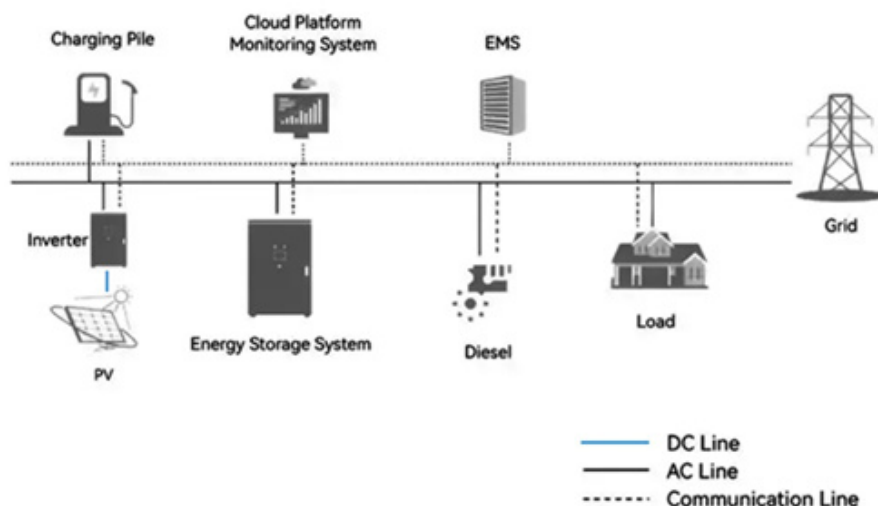 Charging Pile
Cloud Platform
Monitoring System
EMS
Inverter
Grid
PV
Energy Storage System
Diesel
Load
DC Line
AC Line
Communication Line